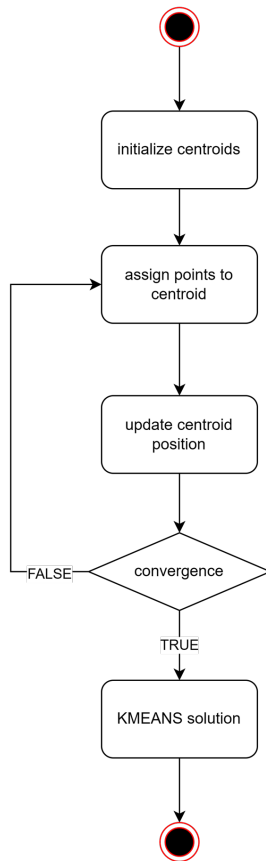 initialize centroids
assign points to
centroid
update centroid
position
convergence
FALSE
TRUE
KMEANS solution